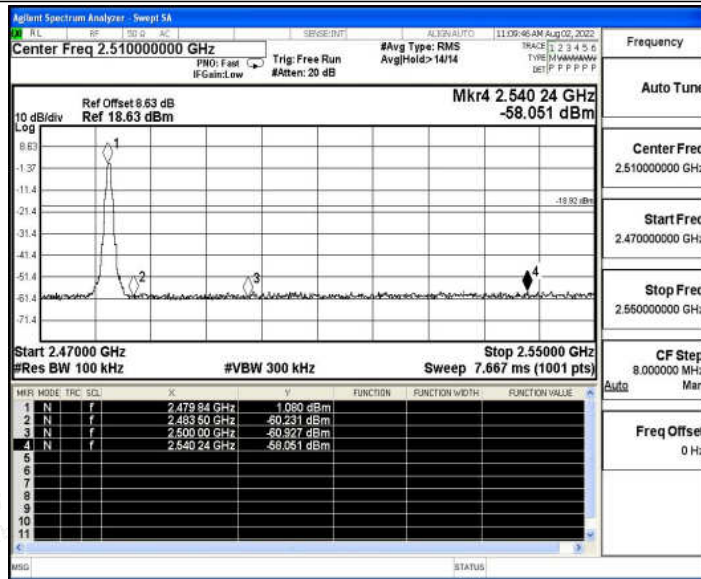 Agilent Spectrum Analyzer - Swept SA
RL RF 50 Ω AC SENSE:INT ALIGN AUTO 11:09:46 AM Aug 02, 2022
Center Freq 2.510000000 GHz
PNO: Fast
IFGain:Low
Trig: Free Run
#Atten: 20 dB
#Avg Type: RMS
Avg|Hold:> 14/14
TRACE 1 2 3 4 5 6
TYPE M W W W W W
DET P P P P P P
Ref Offset 8.63 dB
10 dB/div Ref 18.63 dBm
Log
Mkr4 2.540 24 GHz
-58.051 dBm
8.63
-1.37
-11.4
-21.4
-31.4
-41.4
-51.4
-61.4
-71.4
1
2
3
4
-18.92 dBm
Start 2.47000 GHz Stop 2.55000 GHz
#Res BW 100 kHz #VBW 300 kHz Sweep 7.667 ms (1001 pts)
MKR MODE TRC SCL X Y FUNCTION FUNCTION WIDTH FUNCTION VALUE
1 N f 2.479 84 GHz 1.080 dBm
2 N f 2.483 50 GHz -60.231 dBm
3 N f 2.500 00 GHz -60.927 dBm
4 N f 2.540 24 GHz -58.051 dBm
5
6
7
8
9
10
11
MSG STATUS
Frequency
Auto Tune
Center Freq
2.510000000 GHz
Start Freq
2.470000000 GHz
Stop Freq
2.550000000 GHz
CF Step
8.000000 MHz
Auto Man
Freq Offset
0 Hz